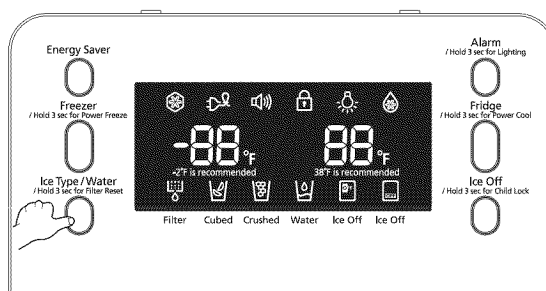 Energy Saver
Alarm
/ Hold 3 sec for Lighting
Freezer
/ Hold 3 sec for Power Freeze
Fridge
/ Hold 3 sec for Power Cool
-88°F
88°F
-2°F is recommended
38°F is recommended
Ice Type / Water
/ Hold 3 sec for Filter Reset
Ice Off
/ Hold 3 sec for Child Lock
Filter Cubed Crushed Water Ice Off Ice Off